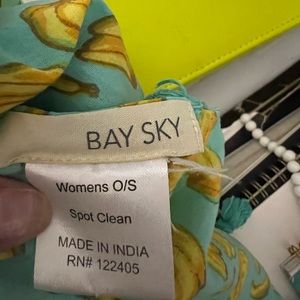 BAY SKY
Womens O/S
Spot Clean
MADE IN INDIA
RN# 122405